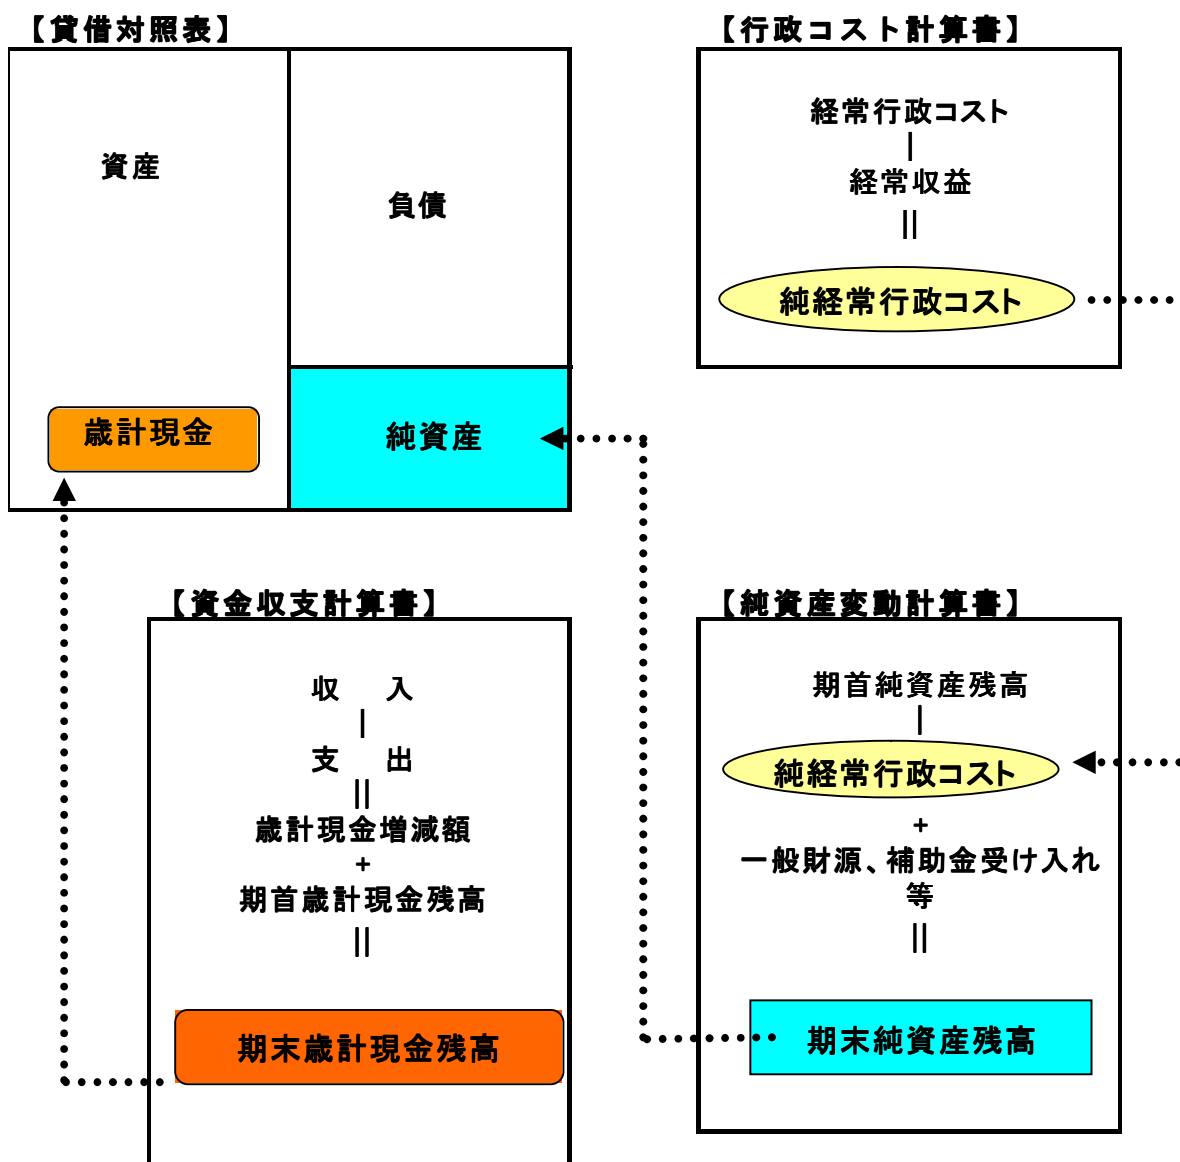 【貸借対照表】
資産
負債
歳計現金
純資産
【行政コスト計算書】
経常行政コスト
|
経常収益
||
純経常行政コスト
【資金収支計算書】
収　入
|
支　出
||
歳計現金増減額
+
期首歳計現金残高
||
期末歳計現金残高
【純資産変動計算書】
期首純資産残高
|
純経常行政コスト
+
一般財源、補助金受け入れ
等
||
期末純資産残高